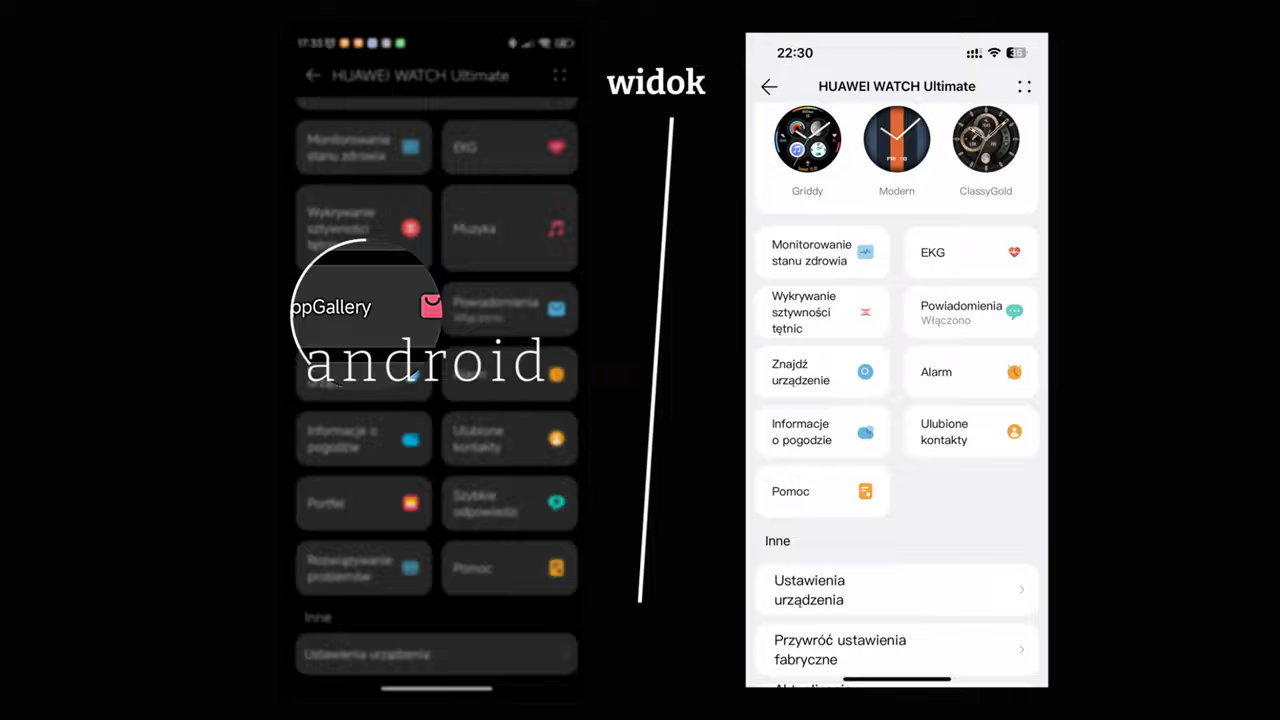 17:33
HUAWEI WATCH Ultimate
Monitorowanie
stanu zdrowia
EKG
Wykrywanie
sztywności
tętnic
Muzyka
ppGallery
Powiadomienia
Włączono
android
Informacje o
pogodzie
Ulubione
kontakty
Portfel
Szybkie
odpowiedzi
Rozwiązywanie
problemów
Pomoc
Inne
Ustawienia urządzenia
widok
22:30
35
HUAWEI WATCH Ultimate
Griddy
Modern
ClassyGold
Monitorowanie
stanu zdrowia
EKG
Wykrywanie
sztywności
tętnic
Powiadomienia
Włączono
Znajdź
urządzenie
Alarm
Informacje
o pogodzie
Ulubione
kontakty
Pomoc
Inne
Ustawienia
urządzenia
Przywróć ustawienia
fabryczne